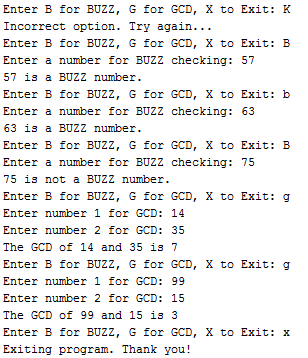 Enter B for BUZZ, G for GCD, X to Exit: K
Incorrect option. Try again...
Enter B for BUZZ, G for GCD, X to Exit: B
Enter a number for BUZZ checking: 57
57 is a BUZZ number.
Enter B for BUZZ, G for GCD, X to Exit: b
Enter a number for BUZZ checking: 63
63 is a BUZZ number.
Enter B for BUZZ, G for GCD, X to Exit: B
Enter a number for BUZZ checking: 75
75 is not a BUZZ number.
Enter B for BUZZ, G for GCD, X to Exit: g
Enter number 1 for GCD: 14
Enter number 2 for GCD: 35
The GCD of 14 and 35 is 7
Enter B for BUZZ, G for GCD, X to Exit: g
Enter number 1 for GCD: 99
Enter number 2 for GCD: 15
The GCD of 99 and 15 is 3
Enter B for BUZZ, G for GCD, X to Exit: x
Exiting program. Thank you!